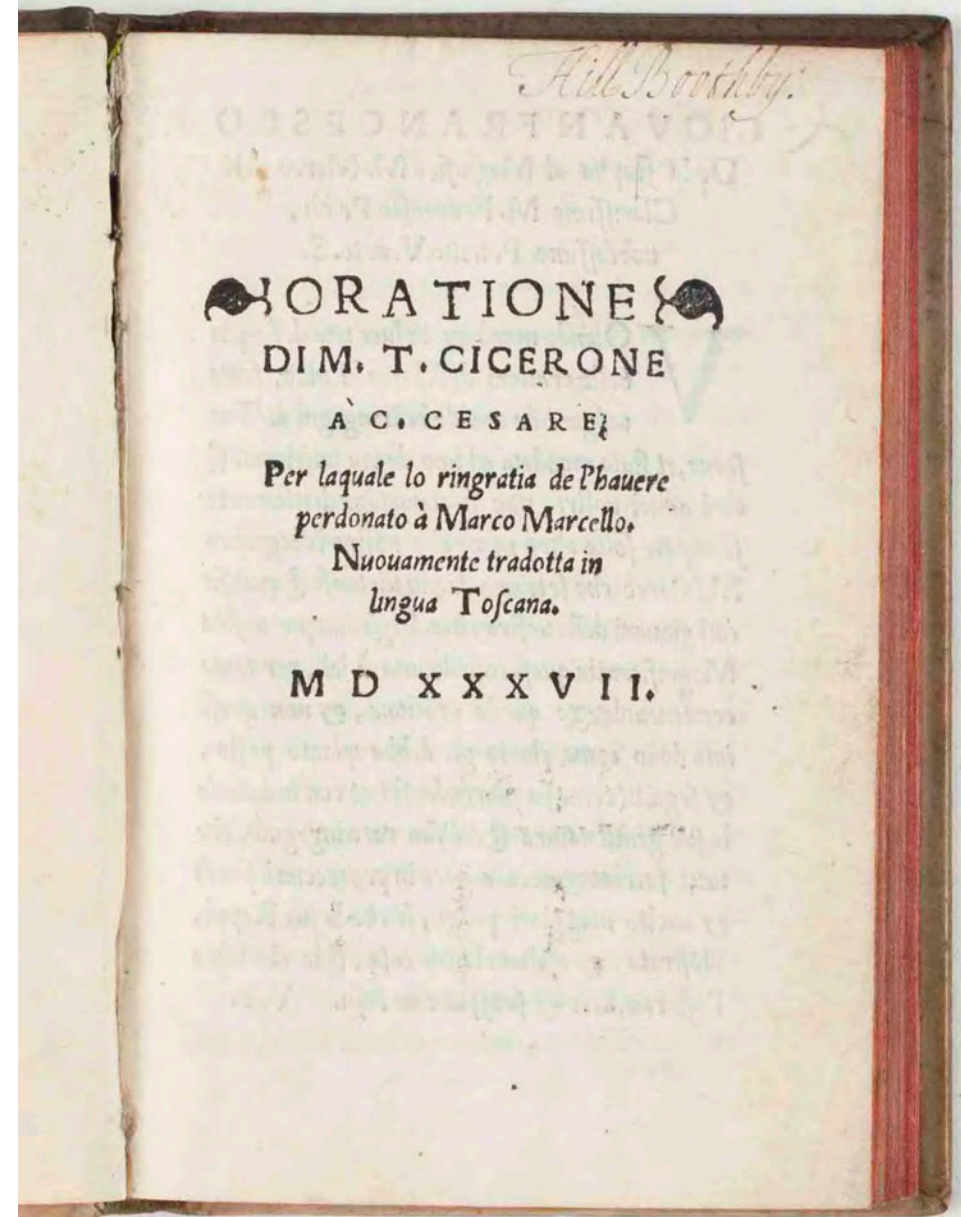 Hill Boothby.
ORATIONE
DI M. T. CICERONE
À C. CESARE,
Per laquale lo ringratia de l'hauere
perdonato à Marco Marcello.
Nuouamente tradotta in
lingua Toscana.
M D X X X V I I.